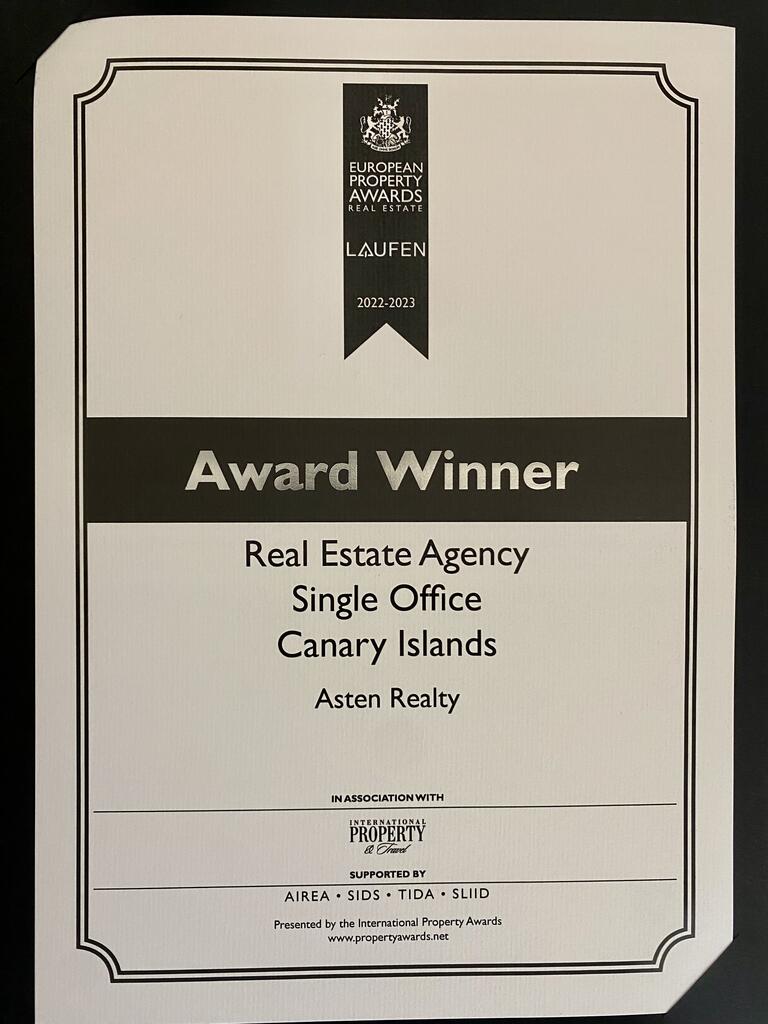 EUROPEAN
PROPERTY
AWARDS
REAL ESTATE
LAUFEN
2022-2023
Award Winner
Real Estate Agency
Single Office
Canary Islands
Asten Realty
IN ASSOCIATION WITH
INTERNATIONAL
PROPERTY
& Travel
SUPPORTED BY
AIREA • SIDS • TIDA • SLIID
Presented by the International Property Awards
www.propertyawards.net